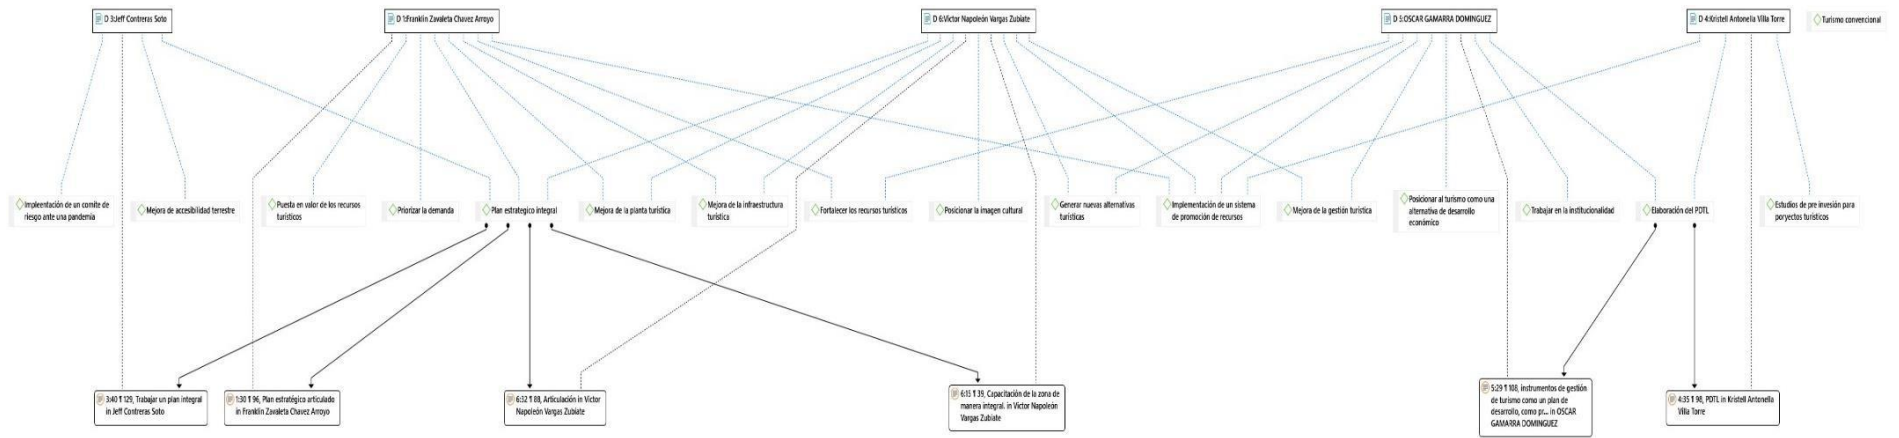 D 3:Jeff Contreras Soto
D 1:Franklin Zavaleta Chavez Arroyo
D 6:Victor Napoleón Vargas Zubiate
D 5:OSCAR GAMARRA DOMINGUEZ
D 4:Kristell Antonella Villa Torre
Turismo convencional
Impleentación de un comite de
riesgo ante una pandemia
Mejora de accesibilidad terrestre
Puesta en valor de los recursos
turísticos
Priorizar la demanda
Plan estrategico integral
Mejora de la planta turística
Mejora de la infraestructura
turística
Fortalecer los recursos turísticos
Posicionar la imagen cultural
Generar nuevas alternativas
turísticas
Implementación de un sistema
de promoción de recursos
Mejora de la gestión turística
Posicionar al turismo como una
alternativa de desarrollo
económico
Trabajar en la institucionalidad
Elaboración del PDTL
Estudios de pre invesión para
poryectos turísticos
3:40 ¶ 129, Trabajar un plan integral
in Jeff Contreras Soto
1:30 ¶ 96, Plan estratégico articulado
in Franklin Zavaleta Chavez Arroyo
6:32 ¶ 88, Articulación in Victor
Napoleón Vargas Zubiate
6:15 ¶ 39, Capacitación de la zona de
manera integral. in Victor Napoleón
Vargas Zubiate
5:29 ¶ 108, instrumentos de gestión
de turismo como un plan de
desarrollo, como pr... in OSCAR
GAMARRA DOMINGUEZ
4:35 ¶ 98, PDTL in Kristell Antonella
Villa Torre